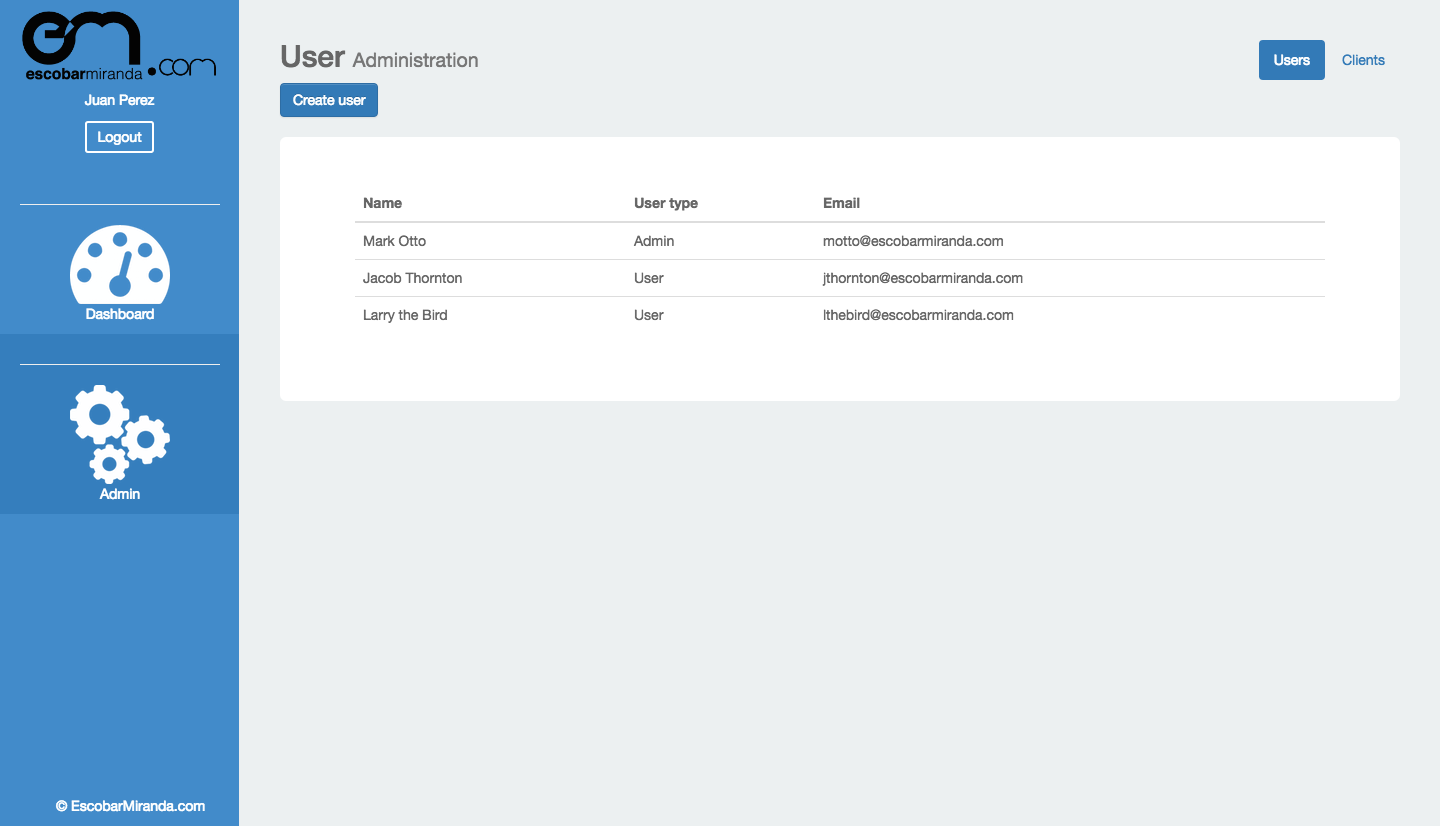 em
escobarmiranda.com
Juan Perez
Logout
Dashboard
Admin
© EscobarMiranda.com
User Administration
Users Clients
Create user
Name User type Email
Mark Otto Admin motto@escobarmiranda.com
Jacob Thornton User jthornton@escobarmiranda.com
Larry the Bird User lthebird@escobarmiranda.com